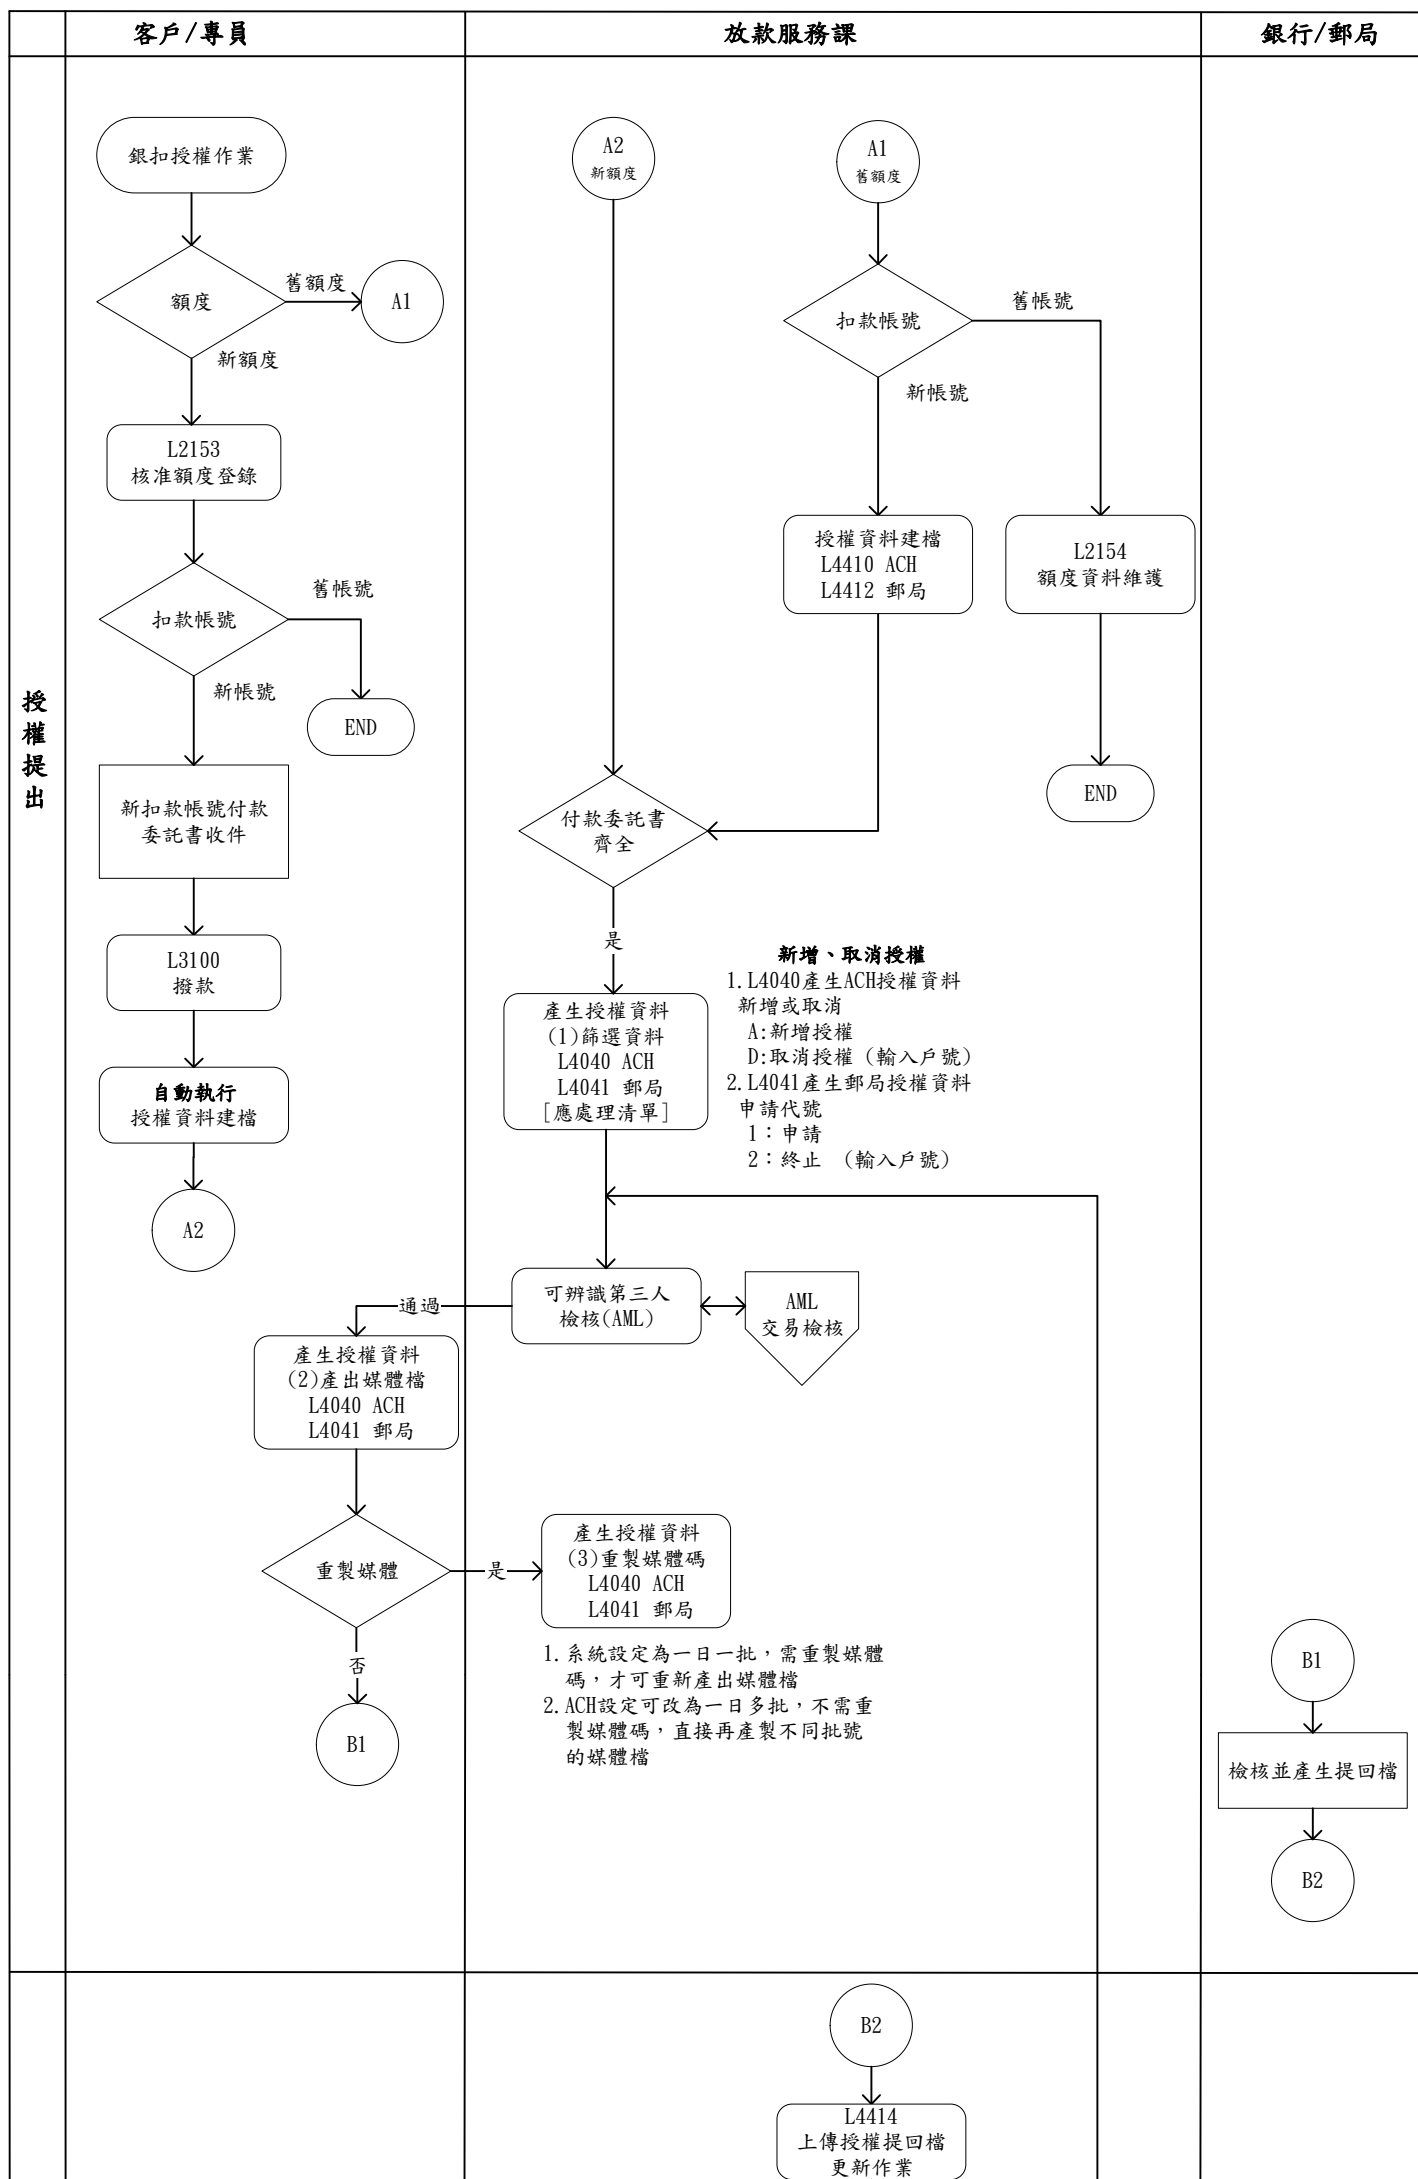 客戶/專員
放款服務課
銀行/郵局
授
權
提
出
銀扣授權作業
額度
舊額度
A1
新額度
L2153
核准額度登錄
扣款帳號
舊帳號
END
新帳號
新扣款帳號付款
委託書收件
L3100
撥款
自動執行
授權資料建檔
A2
A2
新額度
A1
舊額度
扣款帳號
舊帳號
新帳號
授權資料建檔
L4410 ACH
L4412 郵局
L2154
額度資料維護
END
付款委託書
齊全
是
產生授權資料
(1)篩選資料
L4040 ACH
L4041 郵局
[應處理清單]
新增、取消授權
1.L4040產生ACH授權資料
新增或取消
A:新增授權
D:取消授權（輸入戶號）
2.L4041產生郵局授權資料
申請代號
1：申請
2：終止 （輸入戶號）
可辨識第三人
檢核(AML)
AML
交易檢核
通過
產生授權資料
(2)產出媒體檔
L4040 ACH
L4041 郵局
重製媒體
是
產生授權資料
(3)重製媒體碼
L4040 ACH
L4041 郵局
否
B1
1.系統設定為一日一批，需重製媒體
碼，才可重新產出媒體檔
2.ACH設定可改為一日多批，不需重
製媒體碼，直接再產製不同批號
的媒體檔
B1
檢核並產生提回檔
B2
B2
L4414
上傳授權提回檔
更新作業